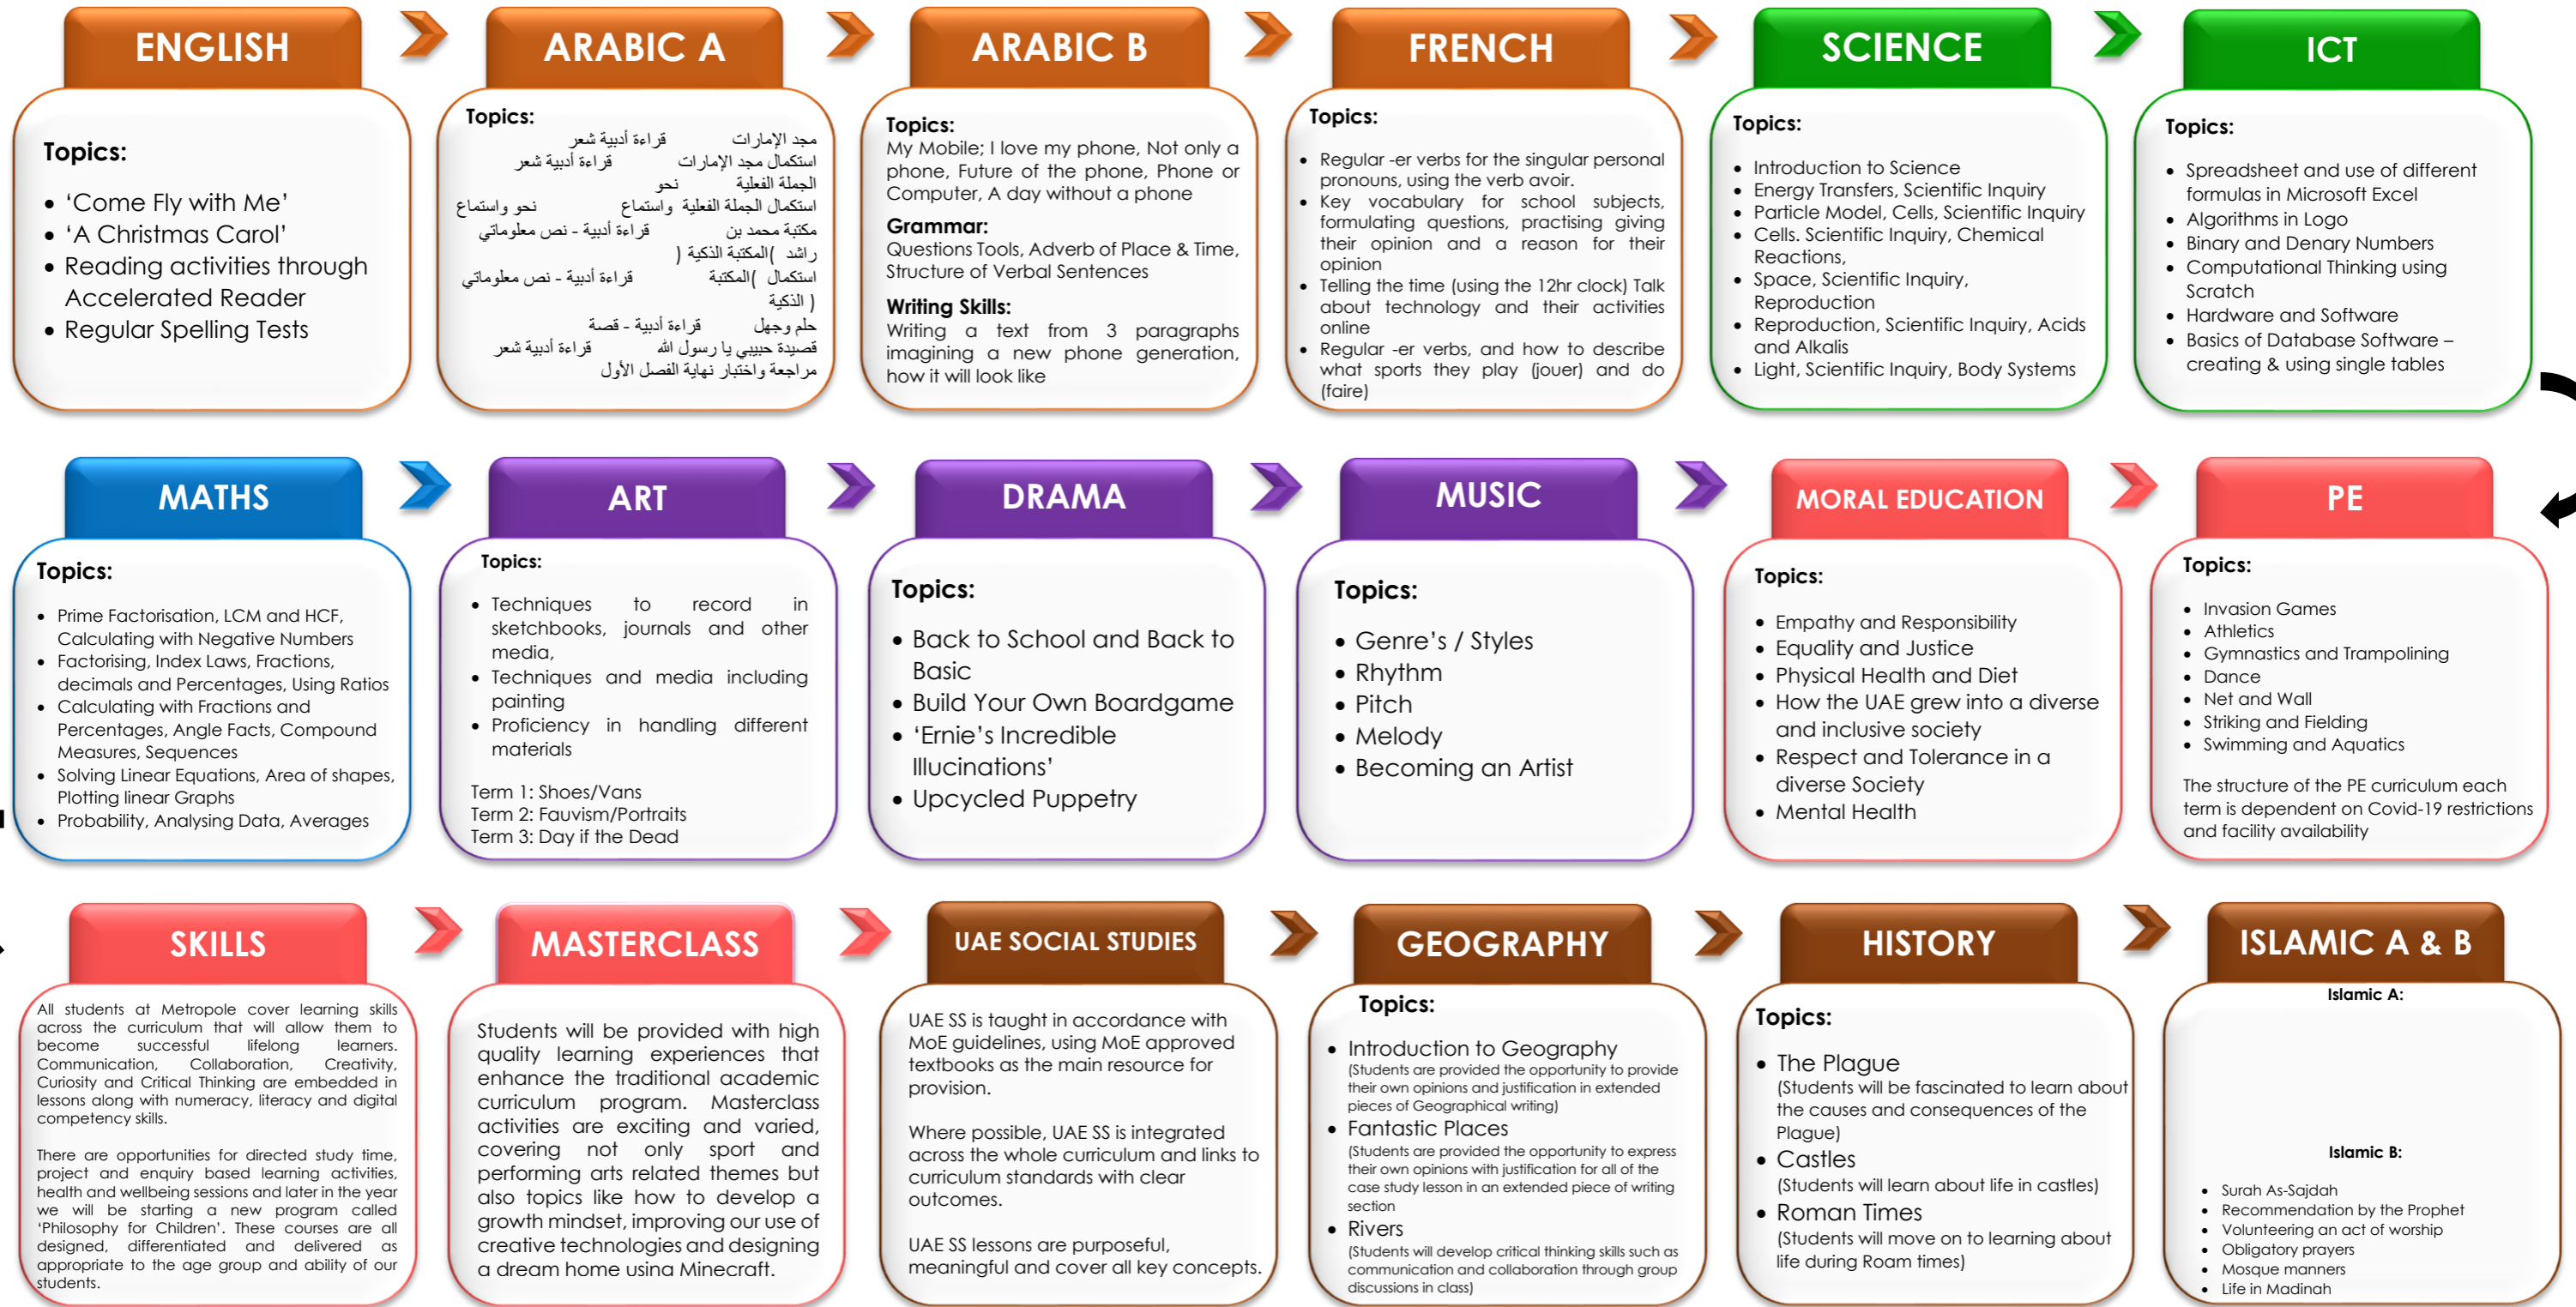 ENGLISH
Topics:
• ‘Come Fly with Me’
• ‘A Christmas Carol’
• Reading activities through
Accelerated Reader
• Regular Spelling Tests
ARABIC A
Topics:
مجد الإمارات قراءة أدبية شعر
استكمال مجد الإمارات قراءة أدبية شعر
الجملة الفعلية نحو
استكمال الجملة الفعلية واستماع نحو واستماع
مكتبة محمد بن قراءة أدبية - نص معلوماتي
راشد )المكتبة الذكية (
استكمال )المكتبة قراءة أدبية - نص معلوماتي
الذكية (
حلم وجهل قراءة أدبية - قصة
قصيدة حبيبي يا رسول الله قراءة أدبية شعر
مراجعة واختبار نهاية الفصل الأول
ARABIC B
Topics:
My Mobile; I love my phone, Not only a
phone, Future of the phone, Phone or
Computer, A day without a phone
Grammar:
Questions Tools, Adverb of Place & Time,
Structure of Verbal Sentences
Writing Skills:
Writing a text from 3 paragraphs
imagining a new phone generation,
how it will look like
FRENCH
Topics:
• Regular -er verbs for the singular personal
pronouns, using the verb avoir.
• Key vocabulary for school subjects,
formulating questions, practising giving
their opinion and a reason for their
opinion
• Telling the time (using the 12hr clock) Talk
about technology and their activities
online
• Regular -er verbs, and how to describe
what sports they play (jouer) and do
(faire)
SCIENCE
Topics:
• Introduction to Science
• Energy Transfers, Scientific Inquiry
• Particle Model, Cells, Scientific Inquiry
• Cells. Scientific Inquiry, Chemical
Reactions,
• Space, Scientific Inquiry,
Reproduction
• Reproduction, Scientific Inquiry, Acids
and Alkalis
• Light, Scientific Inquiry, Body Systems
ICT
Topics:
• Spreadsheet and use of different
formulas in Microsoft Excel
• Algorithms in Logo
• Binary and Denary Numbers
• Computational Thinking using
Scratch
• Hardware and Software
• Basics of Database Software –
creating & using single tables
MATHS
Topics:
• Prime Factorisation, LCM and HCF,
Calculating with Negative Numbers
• Factorising, Index Laws, Fractions,
decimals and Percentages, Using Ratios
• Calculating with Fractions and
Percentages, Angle Facts, Compound
Measures, Sequences
• Solving Linear Equations, Area of shapes,
Plotting linear Graphs
• Probability, Analysing Data, Averages
ART
Topics:
• Techniques to record in
sketchbooks, journals and other
media,
• Techniques and media including
painting
• Proficiency in handling different
materials
Term 1: Shoes/Vans
Term 2: Fauvism/Portraits
Term 3: Day if the Dead
DRAMA
Topics:
• Back to School and Back to
Basic
• Build Your Own Boardgame
• ‘Ernie’s Incredible
Illucinations’
• Upcycled Puppetry
MUSIC
Topics:
• Genre’s / Styles
• Rhythm
• Pitch
• Melody
• Becoming an Artist
MORAL EDUCATION
Topics:
• Empathy and Responsibility
• Equality and Justice
• Physical Health and Diet
• How the UAE grew into a diverse
and inclusive society
• Respect and Tolerance in a
diverse Society
• Mental Health
PE
Topics:
• Invasion Games
• Athletics
• Gymnastics and Trampolining
• Dance
• Net and Wall
• Striking and Fielding
• Swimming and Aquatics
The structure of the PE curriculum each
term is dependent on Covid-19 restrictions
and facility availability
SKILLS
All students at Metropole cover learning skills
across the curriculum that will allow them to
become successful lifelong learners.
Communication, Collaboration, Creativity,
Curiosity and Critical Thinking are embedded in
lessons along with numeracy, literacy and digital
competency skills.
There are opportunities for directed study time,
project and enquiry based learning activities,
health and wellbeing sessions and later in the year
we will be starting a new program called
‘Philosophy for Children’. These courses are all
designed, differentiated and delivered as
appropriate to the age group and ability of our
students.
MASTERCLASS
Students will be provided with high
quality learning experiences that
enhance the traditional academic
curriculum program. Masterclass
activities are exciting and varied,
covering not only sport and
performing arts related themes but
also topics like how to develop a
growth mindset, improving our use of
creative technologies and designing
a dream home using Minecraft.
UAE SOCIAL STUDIES
UAE SS is taught in accordance with
MoE guidelines, using MoE approved
textbooks as the main resource for
provision.
Where possible, UAE SS is integrated
across the whole curriculum and links to
curriculum standards with clear
outcomes.
UAE SS lessons are purposeful,
meaningful and cover all key concepts.
GEOGRAPHY
Topics:
• Introduction to Geography
(Students are provided the opportunity to provide
their own opinions and justification in extended
pieces of Geographical writing)
• Fantastic Places
(Students are provided the opportunity to express
their own opinions with justification for all of the
case study lesson in an extended piece of writing
section
• Rivers
(Students will develop critical thinking skills such as
communication and collaboration through group
discussions in class)
HISTORY
Topics:
• The Plague
(Students will be fascinated to learn about
the causes and consequences of the
Plague)
• Castles
(Students will learn about life in castles)
• Roman Times
(Students will move on to learning about
life during Roam times)
ISLAMIC A & B
Islamic A:
Islamic B:
• Surah As-Sajdah
• Recommendation by the Prophet
• Volunteering an act of worship
• Obligatory prayers
• Mosque manners
• Life in Madinah